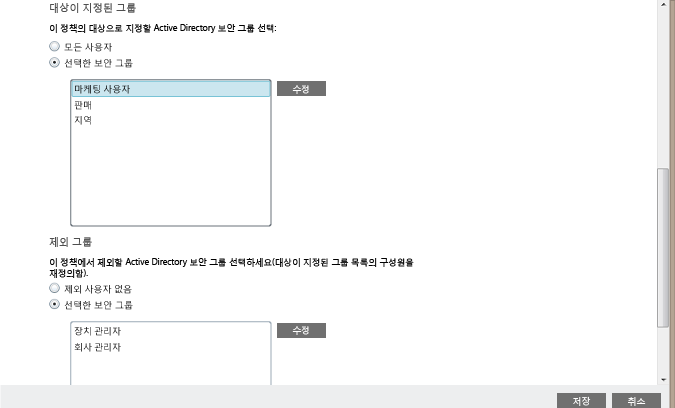 대상이 지정된 그룹
이 정책의 대상으로 지정할 Active Directory 보안 그룹 선택:
모든 사용자
선택한 보안 그룹
마케팅 사용자
수정
판매
지역
제외 그룹
이 정책에서 제외할 Active Directory 보안 그룹 선택하세요(대상이 지정된 그룹 목록의 구성원을
재정의함).
제외 사용자 없음
선택한 보안 그룹
장치 관리자
수정
회사 관리자
저장
취소